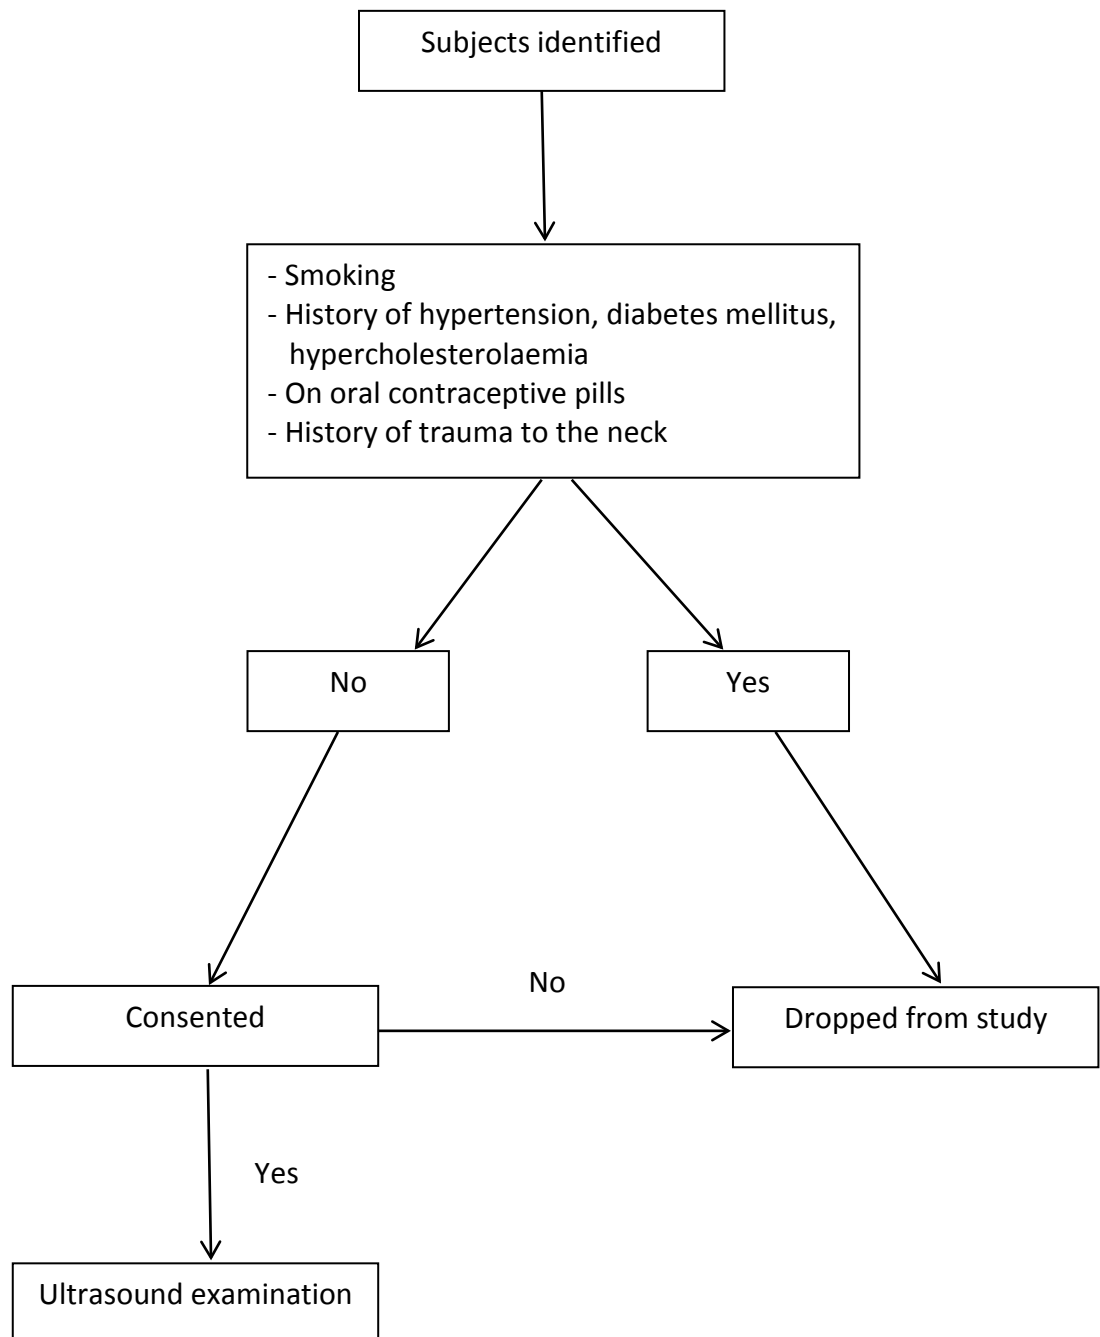 Subjects identified
- Smoking
- History of hypertension, diabetes mellitus,
hypercholesterolaemia
- On oral contraceptive pills
- History of trauma to the neck
No
Yes
Consented
No
Dropped from study
Yes
Ultrasound examination